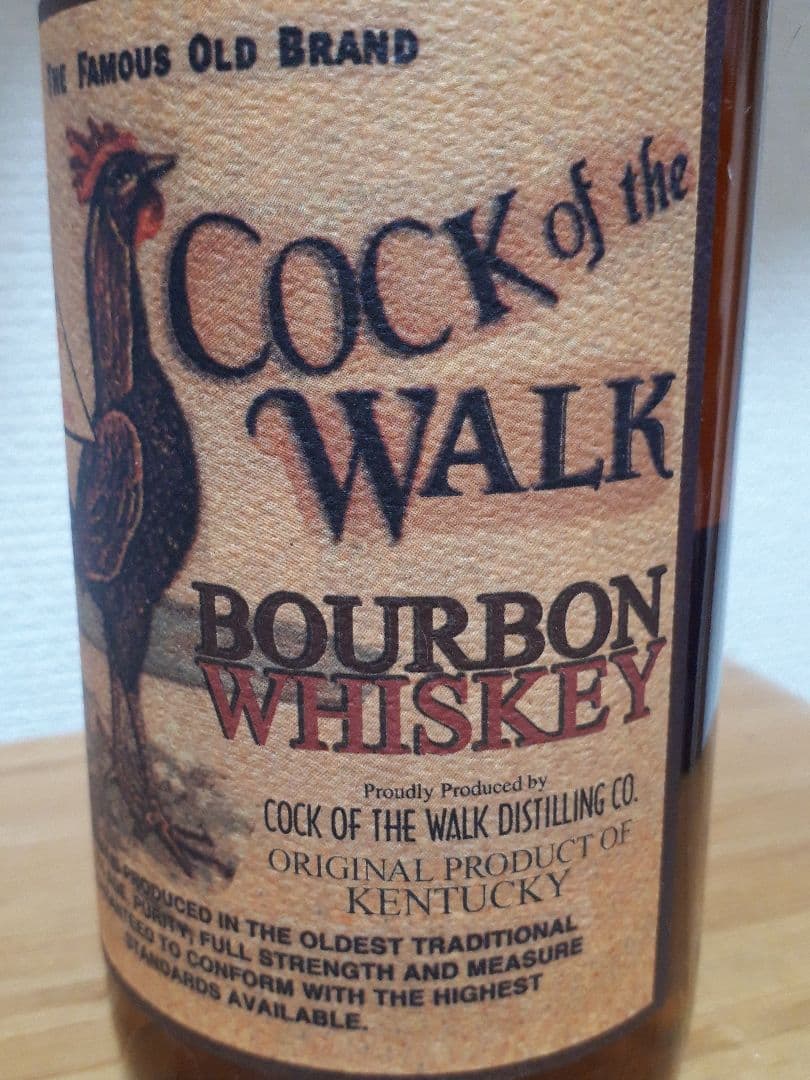 THE FAMOUS OLD BRAND
COCK of the
WALK
BOURBON
WHISKEY
Proudly Produced by
COCK OF THE WALK DISTILLING CO.
ORIGINAL PRODUCT OF
KENTUCKY
PRODUCED IN THE OLDEST TRADITIONAL
PURITY, FULL STRENGTH AND MEASURE
TO CONFORM WITH THE HIGHEST
STANDARDS AVAILABLE.